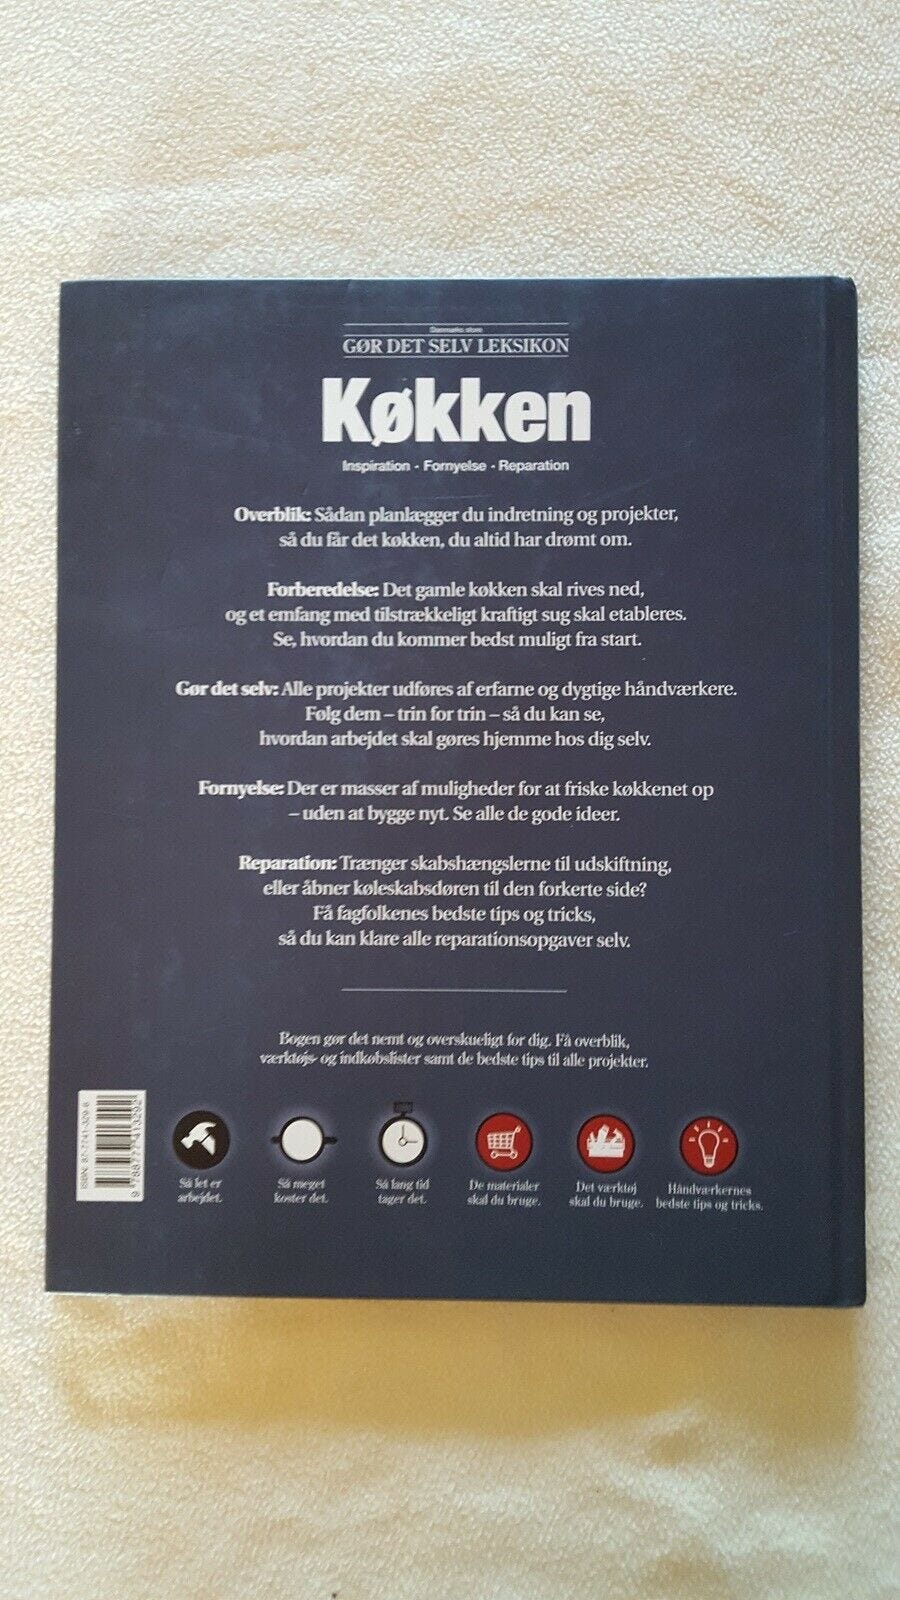 Danmarks store
GØR DET SELV LEKSIKON
Køkken
Inspiration - Fornyelse - Reparation
Overblik: Sådan planlægger du indretning og projekter,
så du får det køkken, du altid har drømt om.
Forberedelse: Det gamle køkken skal rives ned,
og et emfang med tilstrækkeligt kraftigt sug skal etableres.
Se, hvordan du kommer bedst muligt fra start.
Gør det selv: Alle projekter udføres af erfarne og dygtige håndværkere.
Følg dem – trin for trin – så du kan se,
hvordan arbejdet skal gøres hjemme hos dig selv.
Fornyelse: Der er masser af muligheder for at friske køkkenet op
– uden at bygge nyt. Se alle de gode ideer.
Reparation: Trænger skabshængslerne til udskiftning,
eller åbner køleskabsdøren til den forkerte side?
Få fagfolkenes bedste tips og tricks,
så du kan klare alle reparationsopgaver selv.
Bogen gør det nemt og overskueligt for dig. Få overblik,
værktøjs- og indkøbslister samt de bedste tips til alle projekter.
ISBN: 87-7741-329-8
9 788777 413292
Så let er
arbejdet.
Så meget
koster det.
Så lang tid
tager det.
De materialer
skal du bruge.
Det værktøj
skal du bruge.
Håndværkernes
bedste tips og tricks.